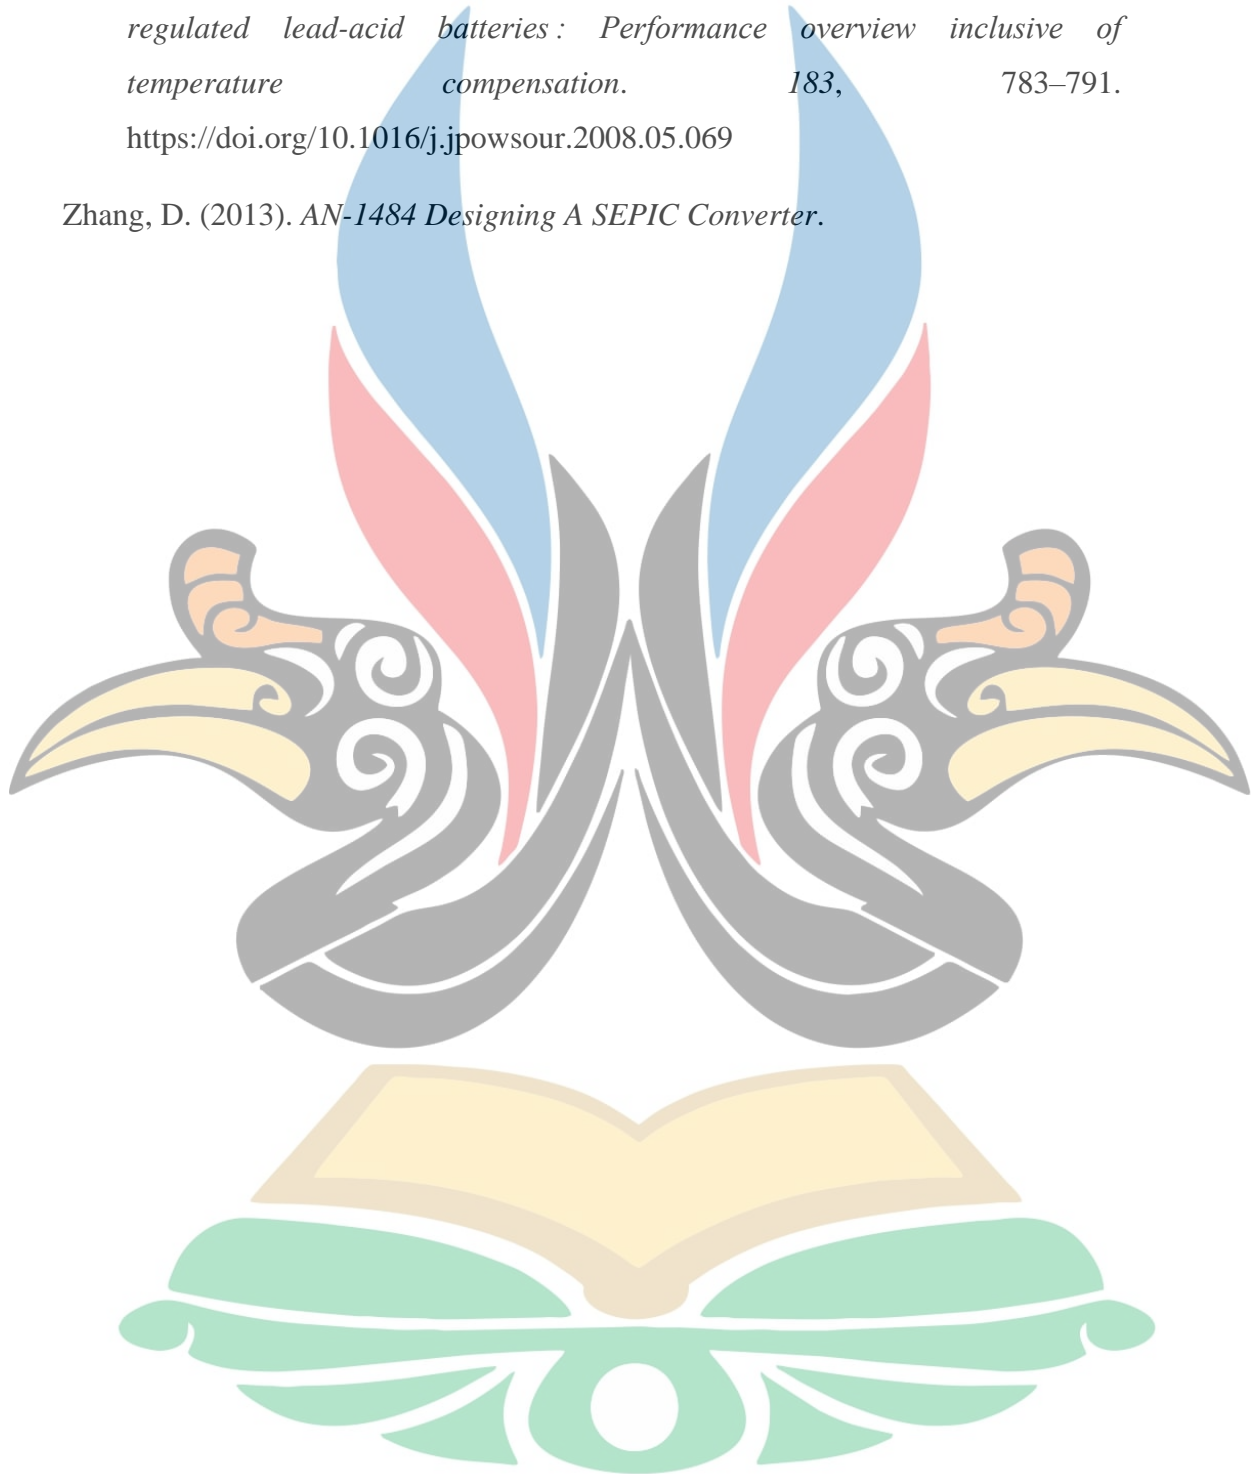 regulated lead-acid batteries : Performance overview inclusive of
temperature compensation. 183, 783–791.
https://doi.org/10.1016/j.jpowsour.2008.05.069
Zhang, D. (2013). AN-1484 Designing A SEPIC Converter.